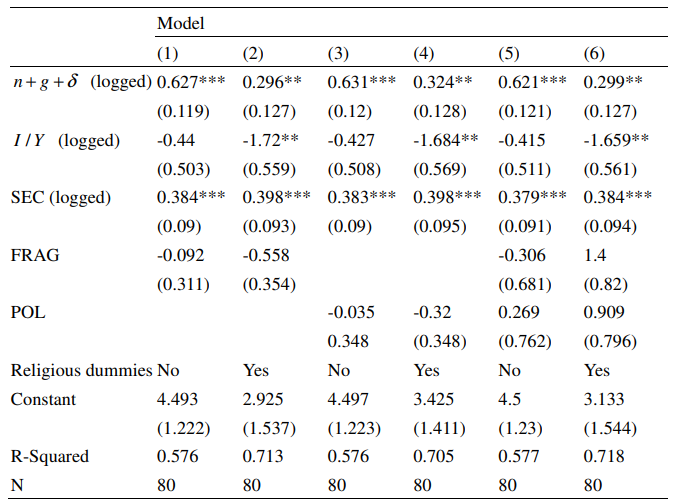 Model
(1) (2) (3) (4) (5) (6)
n + g + δ (logged) 0.627*** 0.296** 0.631*** 0.324** 0.621*** 0.299**
(0.119) (0.127) (0.12) (0.128) (0.121) (0.127)
I / Y (logged) -0.44 -1.72** -0.427 -1.684** -0.415 -1.659**
(0.503) (0.559) (0.508) (0.569) (0.511) (0.561)
SEC (logged) 0.384*** 0.398*** 0.383*** 0.398*** 0.379*** 0.384***
(0.09) (0.093) (0.09) (0.095) (0.091) (0.094)
FRAG -0.092 -0.558 -0.306 1.4
(0.311) (0.354) (0.681) (0.82)
POL -0.035 -0.32 0.269 0.909
0.348 (0.348) (0.762) (0.796)
Religious dummies No Yes No Yes No Yes
Constant 4.493 2.925 4.497 3.425 4.5 3.133
(1.222) (1.537) (1.223) (1.411) (1.23) (1.544)
R-Squared 0.576 0.713 0.576 0.705 0.577 0.718
N 80 80 80 80 80 80